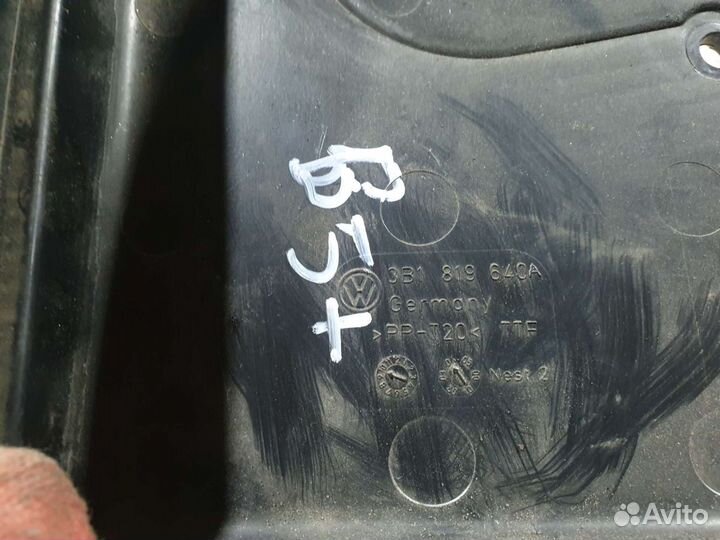 B5+
3B1 819 640A
Germany
>PP-T20< TTF
Nest 2
Avito